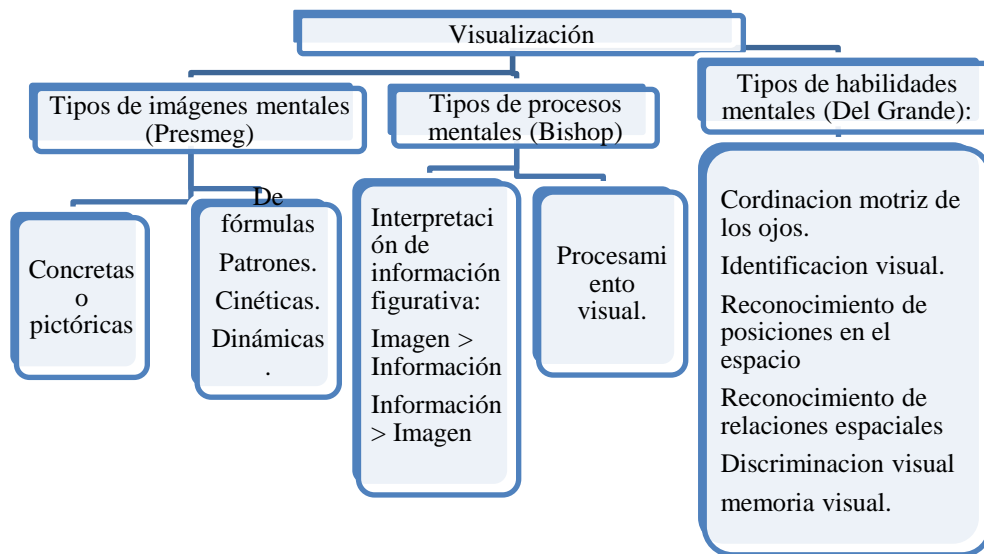 Visualización
Tipos de imágenes mentales
(Presmeg)
Tipos de procesos
mentales (Bishop)
Tipos de habilidades
mentales (Del Grande):
Concretas
o
pictóricas
De
fórmulas
Patrones.
Cinéticas.
Dinámicas
.
Interpretaci
ón de
información
figurativa:
Imagen >
Información
Información
> Imagen
Procesami
ento
visual.
Cordinacion motriz de
los ojos.
Identificacion visual.
Reconocimiento de
posiciones en el
espacio
Reconocimiento de
relaciones espaciales
Discriminacion visual
memoria visual.